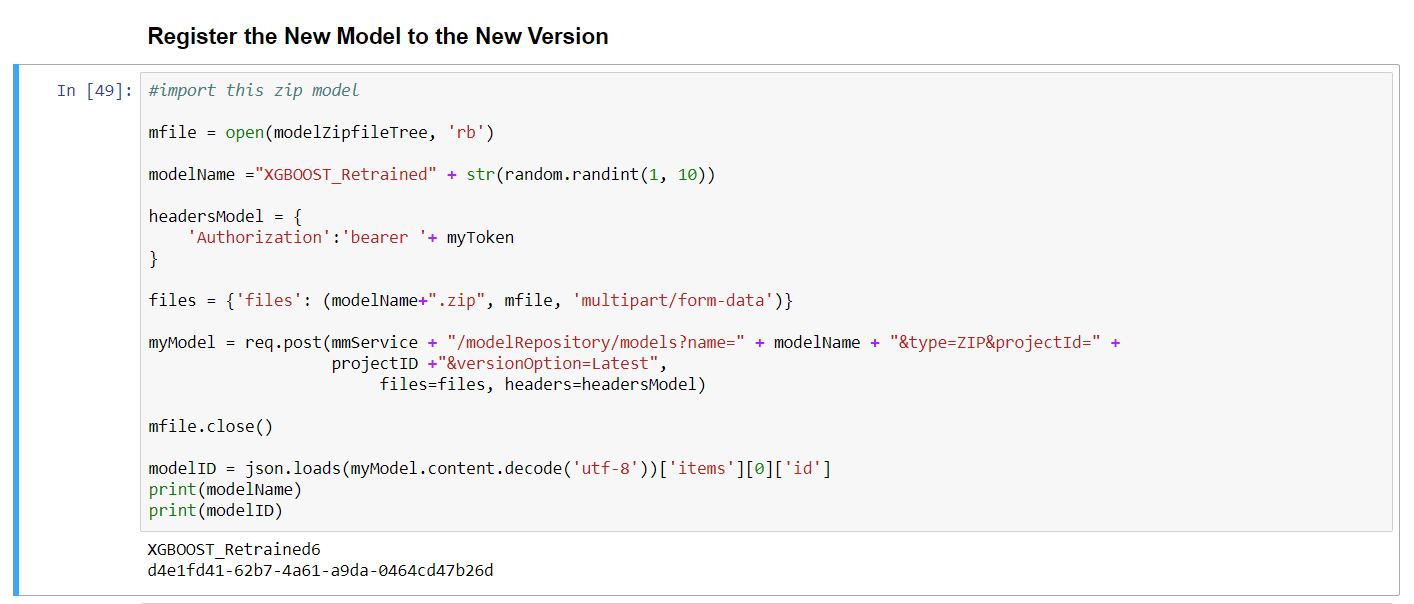 Register the New Model to the New Version
In [49]:
#import this zip model
mfile = open(modelZipfileTree, 'rb')
modelName ="XGBOOST_Retrained" + str(random.randint(1, 10))
headersModel = {
    'Authorization':'bearer '+ myToken
}
files = {'files': (modelName+".zip", mfile, 'multipart/form-data')}
myModel = req.post(mmService + "/modelRepository/models?name=" + modelName + "&type=ZIP&projectId=" +
                   projectID +"&versionOption=Latest",
                        files=files, headers=headersModel)
mfile.close()
modelID = json.loads(myModel.content.decode('utf-8'))['items'][0]['id']
print(modelName)
print(modelID)
XGBOOST_Retrained6
d4e1fd41-62b7-4a61-a9da-0464cd47b26d